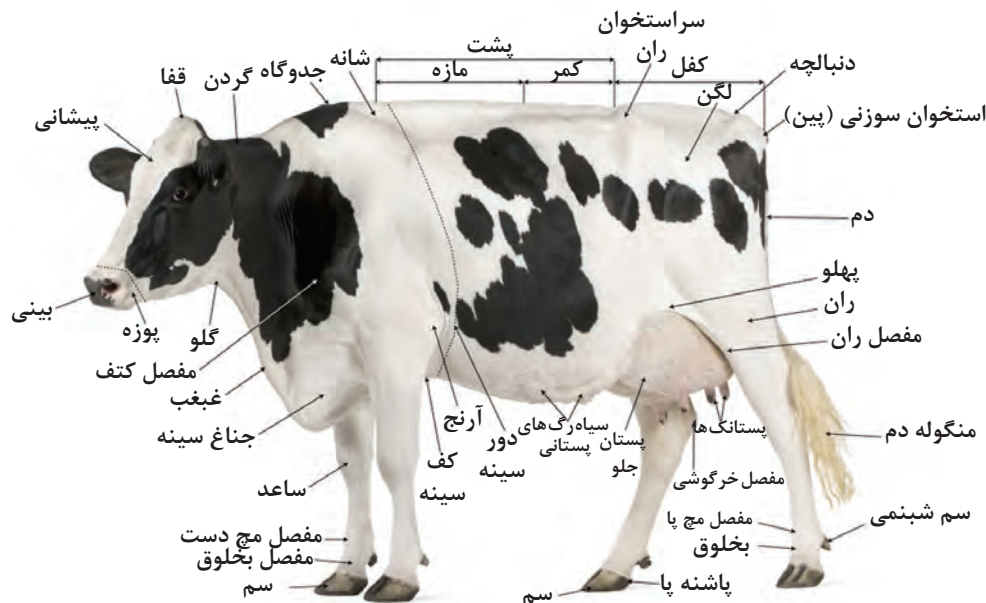 سراستخوان
ران
پشت
مازه
کمر
کفل
شانه
جدوگاه
گردن
قفا
پیشانی
دنبالچه
لگن
استخوان سوزنی (پین)
دم
پهلو
ران
مفصل ران
بینی
پوزه
گلو
مفصل کتف
غبغب
جناغ سینه
آرنج
دور
سینه
کف
سینه
سیاه‌رگ‌های
پستانی
پستان
جلو
پستانک‌ها
منگوله دم
مفصل خرگوشی
ساعد
مفصل مچ دست
مفصل بخلوق
سم
مفصل مچ پا
بخلوق
سم شبنمی
پاشنه پا
سم